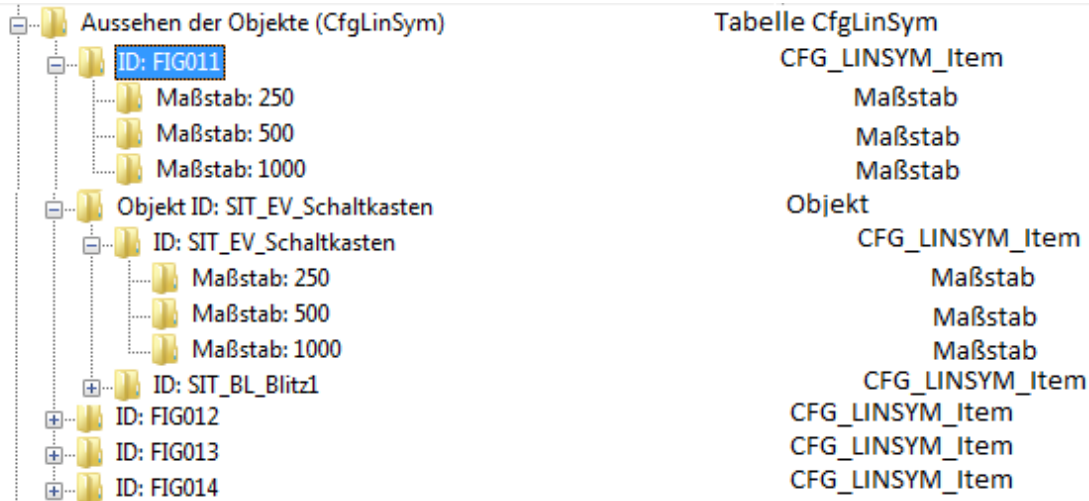 Aussehen der Objekte (CfgLinSym) Tabelle CfgLinSym
ID: FIG011 CFG_LINSYM_Item
Maßstab: 250 Maßstab
Maßstab: 500 Maßstab
Maßstab: 1000 Maßstab
Objekt ID: SIT_EV_Schaltkasten Objekt
ID: SIT_EV_Schaltkasten CFG_LINSYM_Item
Maßstab: 250 Maßstab
Maßstab: 500 Maßstab
Maßstab: 1000 Maßstab
ID: SIT_BL_Blitz1 CFG_LINSYM_Item
ID: FIG012 CFG_LINSYM_Item
ID: FIG013 CFG_LINSYM_Item
ID: FIG014 CFG_LINSYM_Item